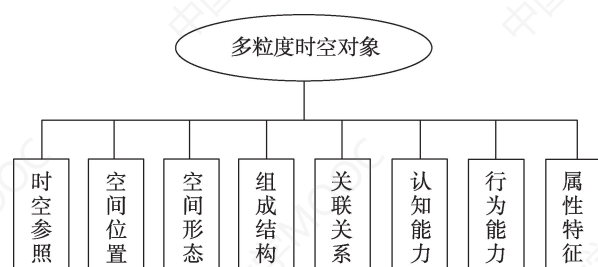 多粒度时空对象
时空参照
空间位置
空间形态
组成结构
关联关系
认知能力
行为能力
属性特征